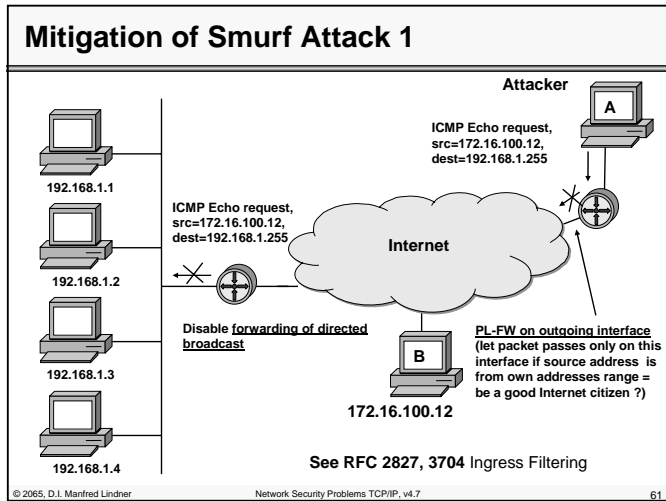 Mitigation of Smurf Attack 1
Attacker
A
ICMP Echo request,
src=172.16.100.12,
dest=192.168.1.255
192.168.1.1
ICMP Echo request,
src=172.16.100.12,
dest=192.168.1.255
Internet
192.168.1.2
Disable forwarding of directed
broadcast
PL-FW on outgoing interface
(let packet passes only on this
interface if source address is
from own addresses range =
be a good Internet citizen ?)
B
192.168.1.3
172.16.100.12
192.168.1.4
See RFC 2827, 3704 Ingress Filtering
© 2065, D.I. Manfred Lindner
Network Security Problems TCP/IP, v4.7
61